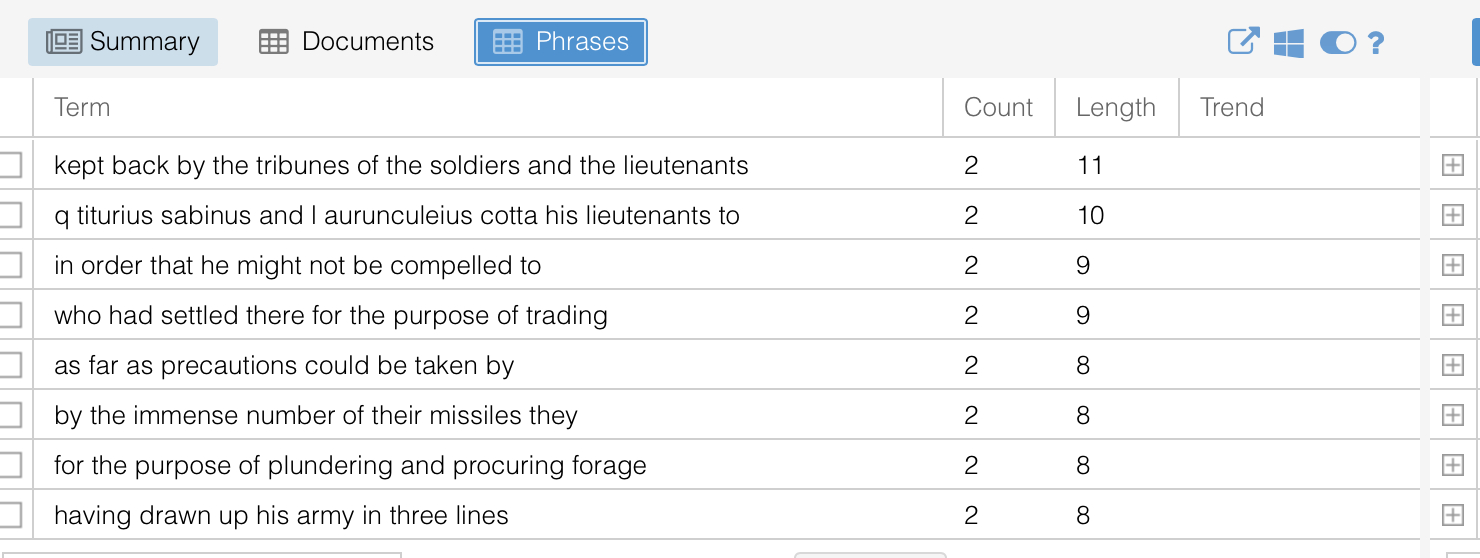 Summary Documents Phrases ?
Term Count Length Trend
kept back by the tribunes of the soldiers and the lieutenants 2 11
q titurius sabinus and l aurunculeius cotta his lieutenants to 2 10
in order that he might not be compelled to 2 9
who had settled there for the purpose of trading 2 9
as far as precautions could be taken by 2 8
by the immense number of their missiles they 2 8
for the purpose of plundering and procuring forage 2 8
having drawn up his army in three lines 2 8